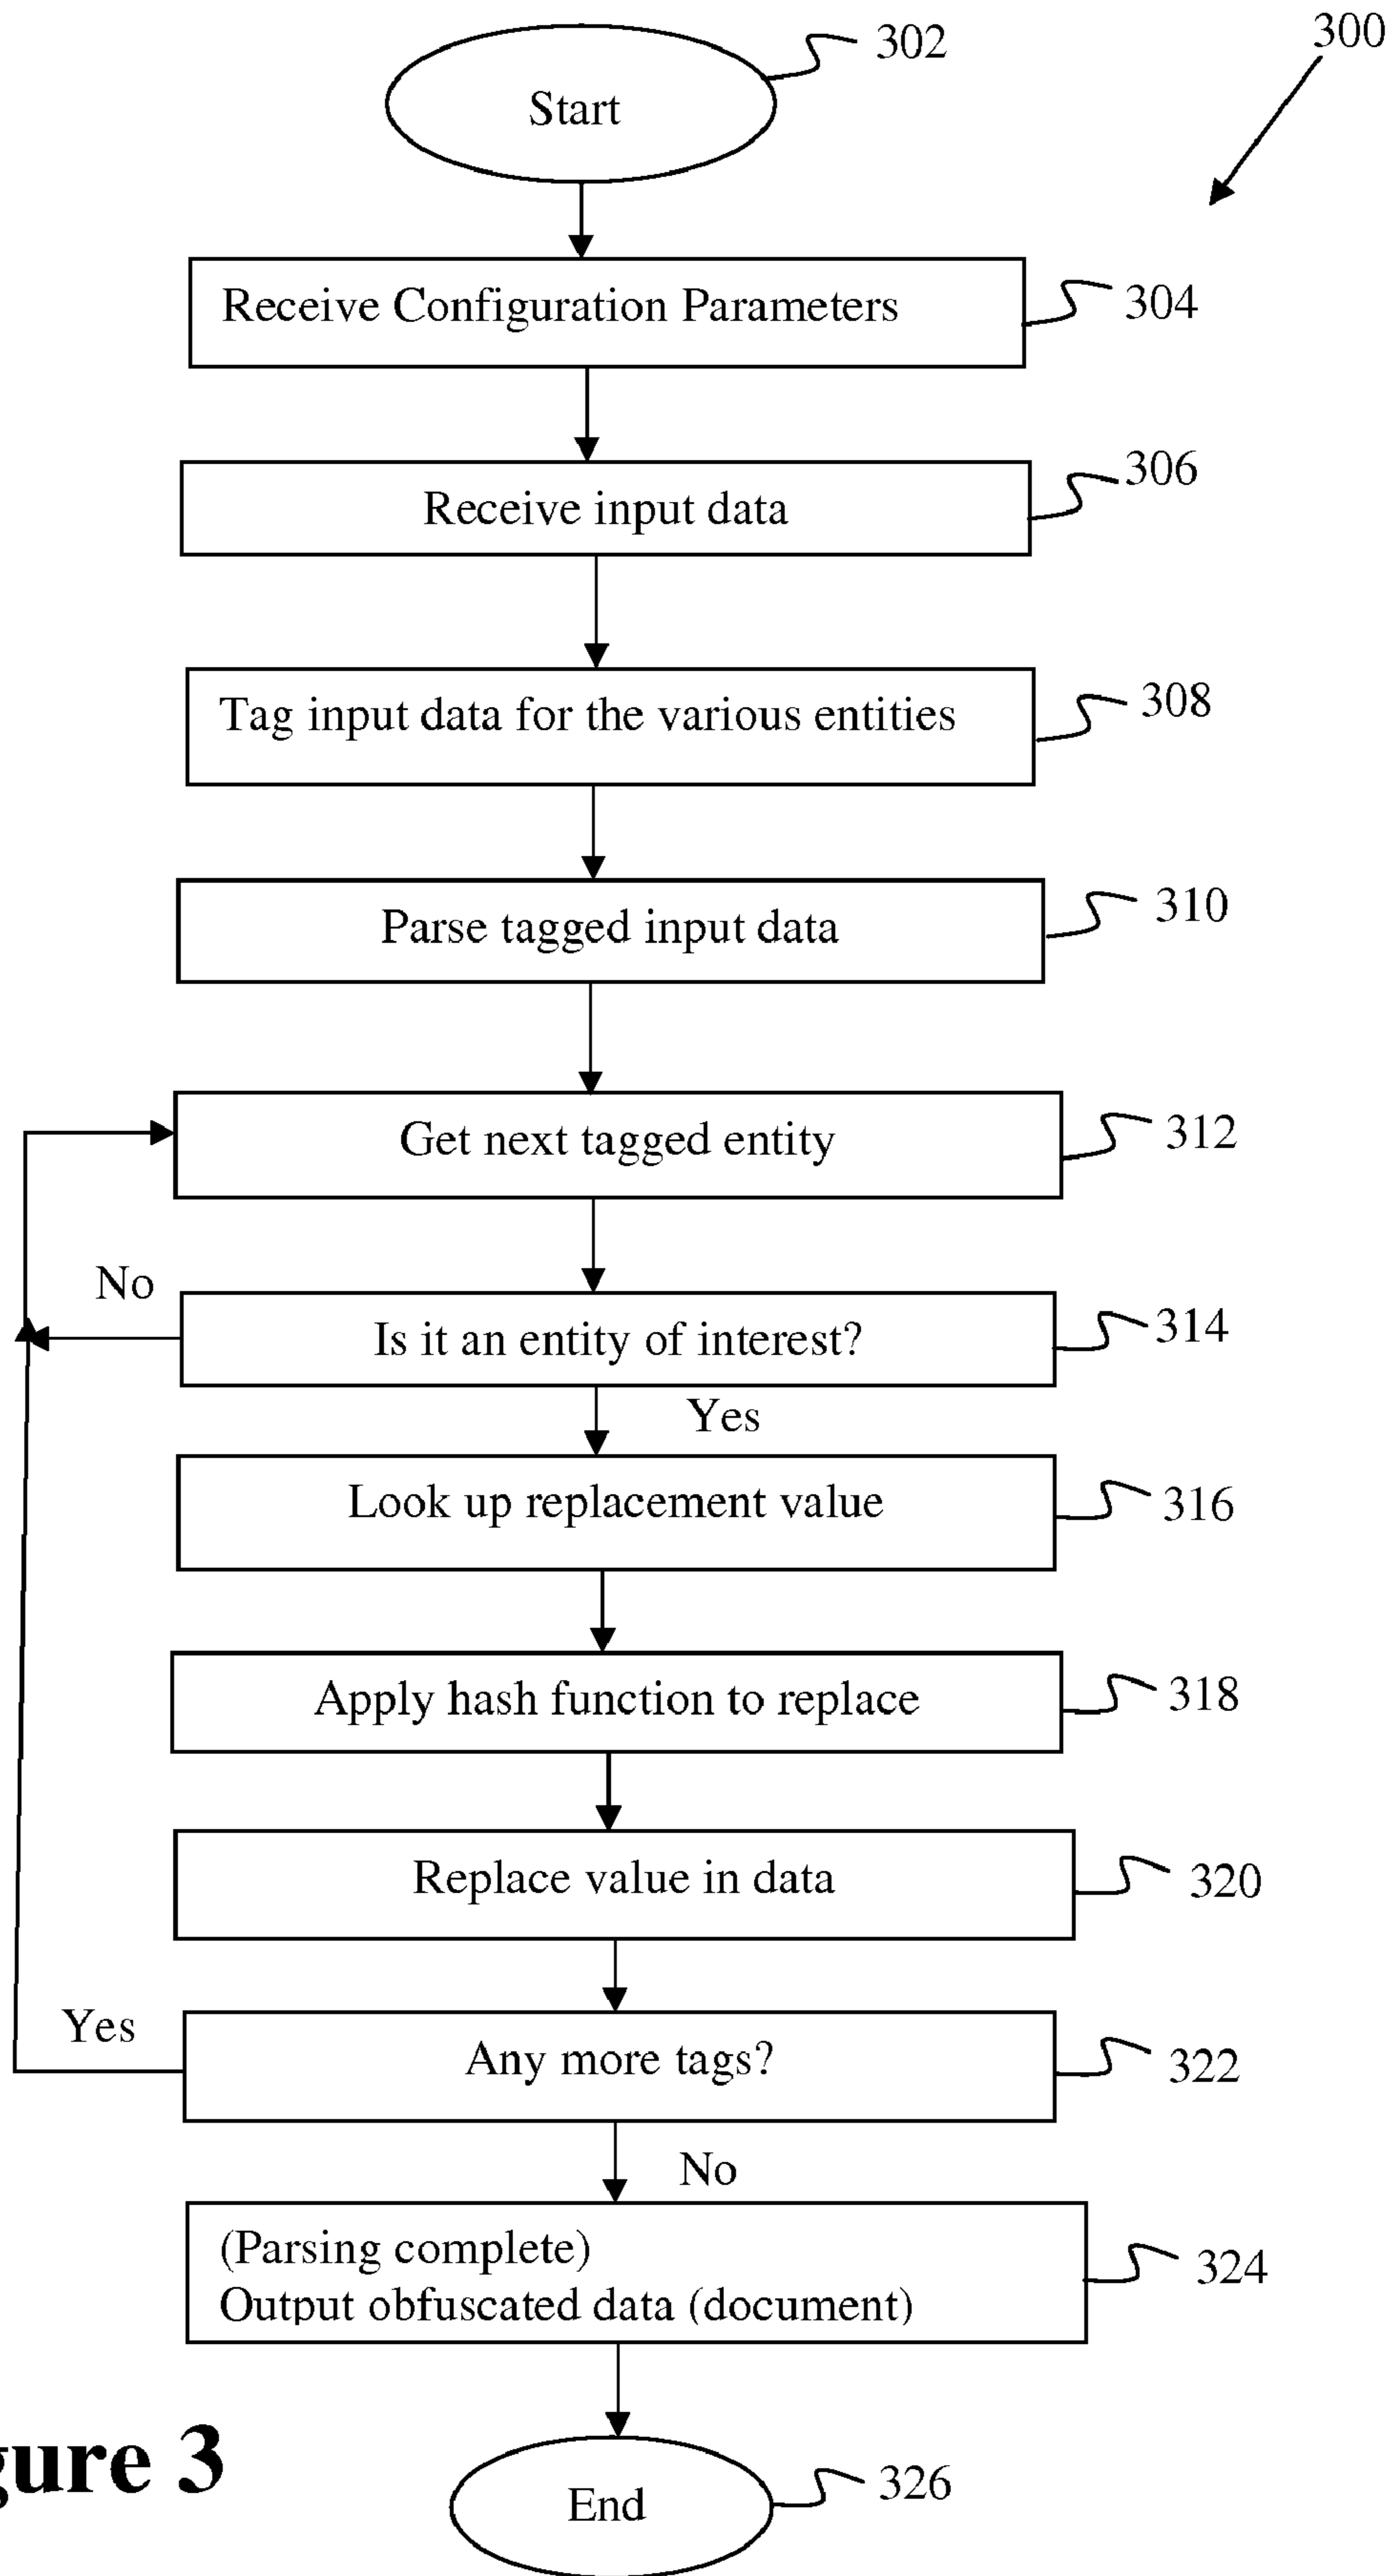 300
Start
302
Receive Configuration Parameters
304
Receive input data
306
Tag input data for the various entities
308
Parse tagged input data
310
Get next tagged entity
312
No
Is it an entity of interest?
314
Yes
Look up replacement value
316
Apply hash function to replace
318
Replace value in data
320
Yes
Any more tags?
322
No
(Parsing complete)
Output obfuscated data (document)
324
gure 3
End
326